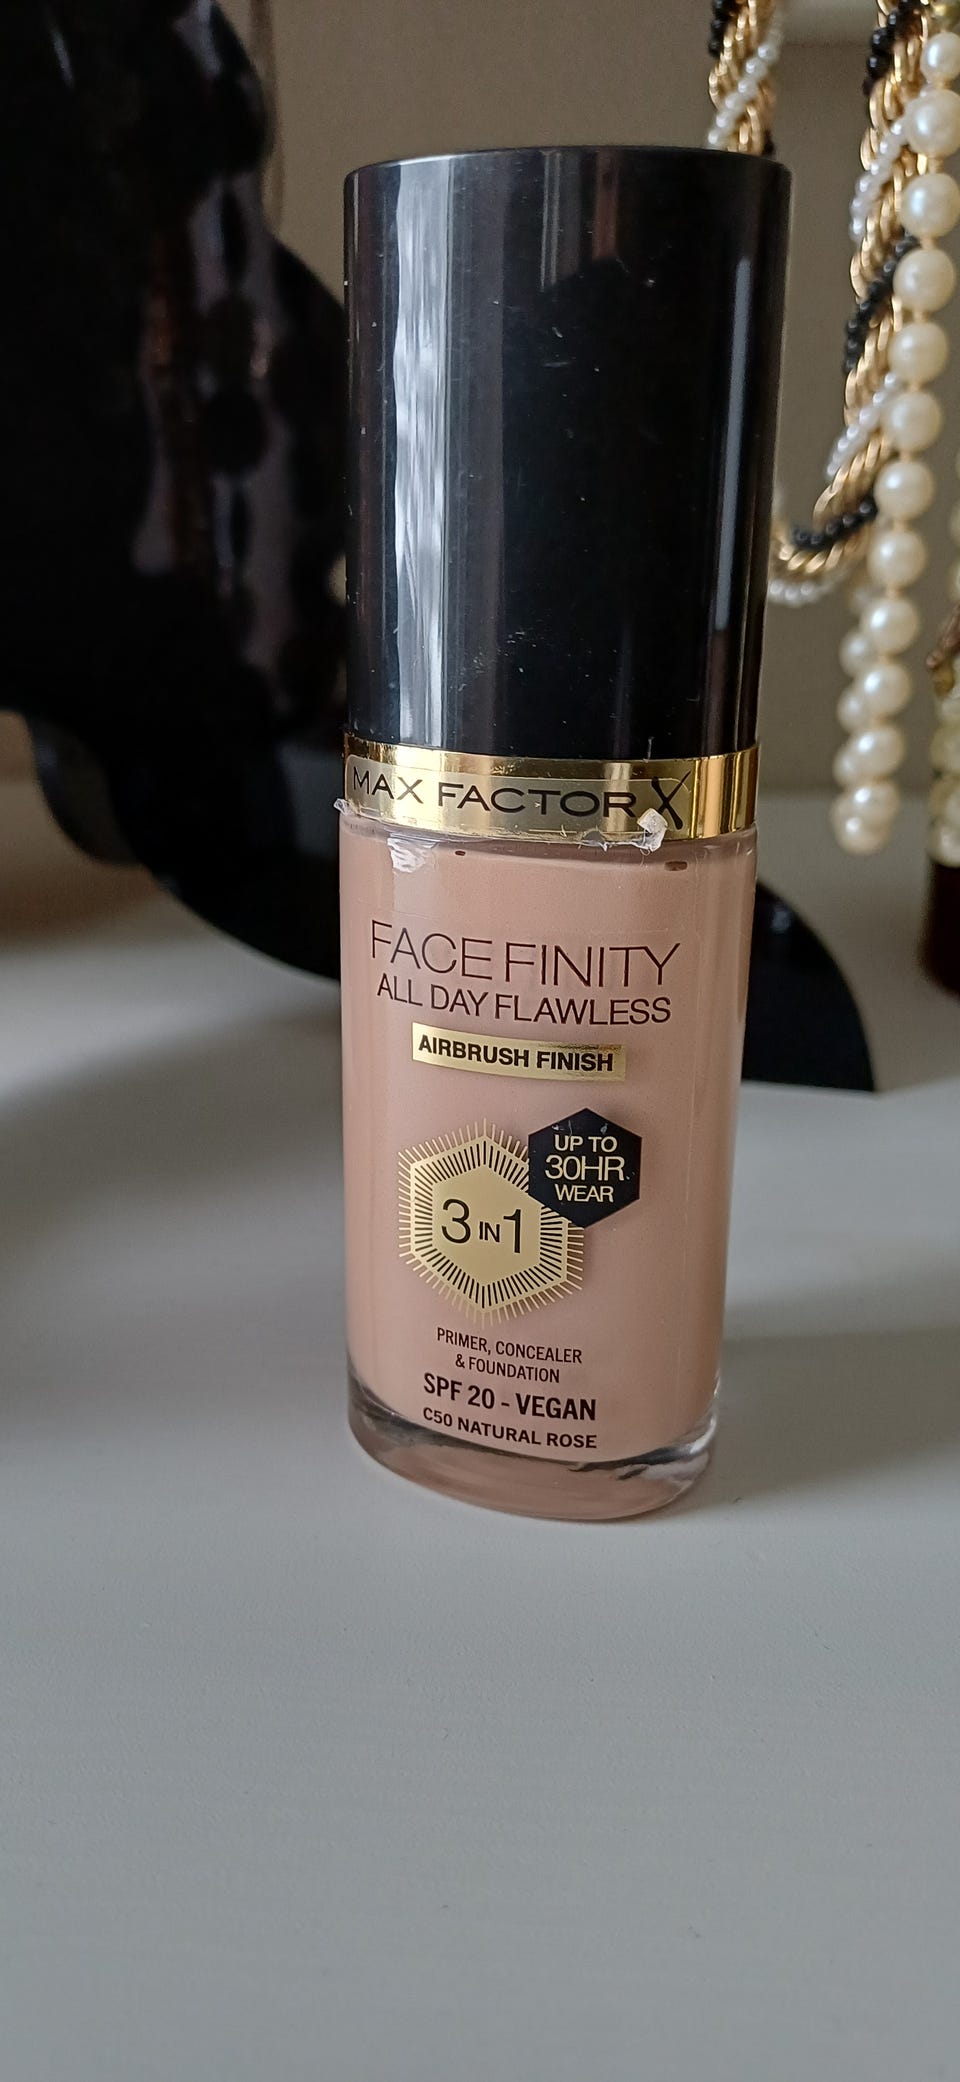 MAX FACTOR X
FACE FINITY
ALL DAY FLAWLESS
AIRBRUSH FINISH
UP TO
30HR
WEAR
3 IN 1
PRIMER, CONCEALER
& FOUNDATION
SPF 20 - VEGAN
C50 NATURAL ROSE